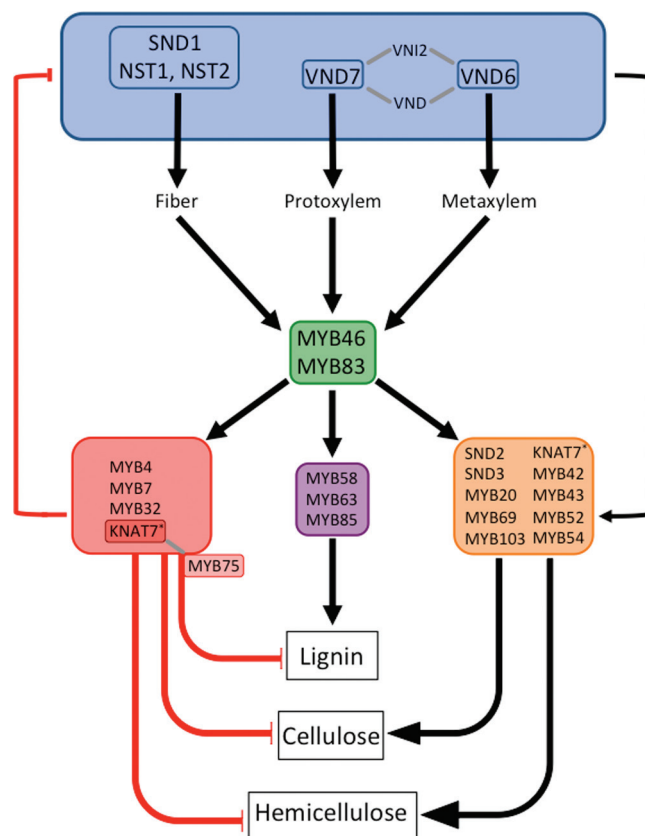 SND1
NST1, NST2
VND7
VNI2
VND6
VND
Fiber
Protoxylem
Metaxylem
MYB46
MYB83
MYB4
MYB7
MYB32
KNAT7*
MYB75
MYB58
MYB63
MYB85
SND2 KNAT7*
SND3 MYB42
MYB20 MYB43
MYB69 MYB52
MYB103 MYB54
Lignin
Cellulose
Hemicellulose